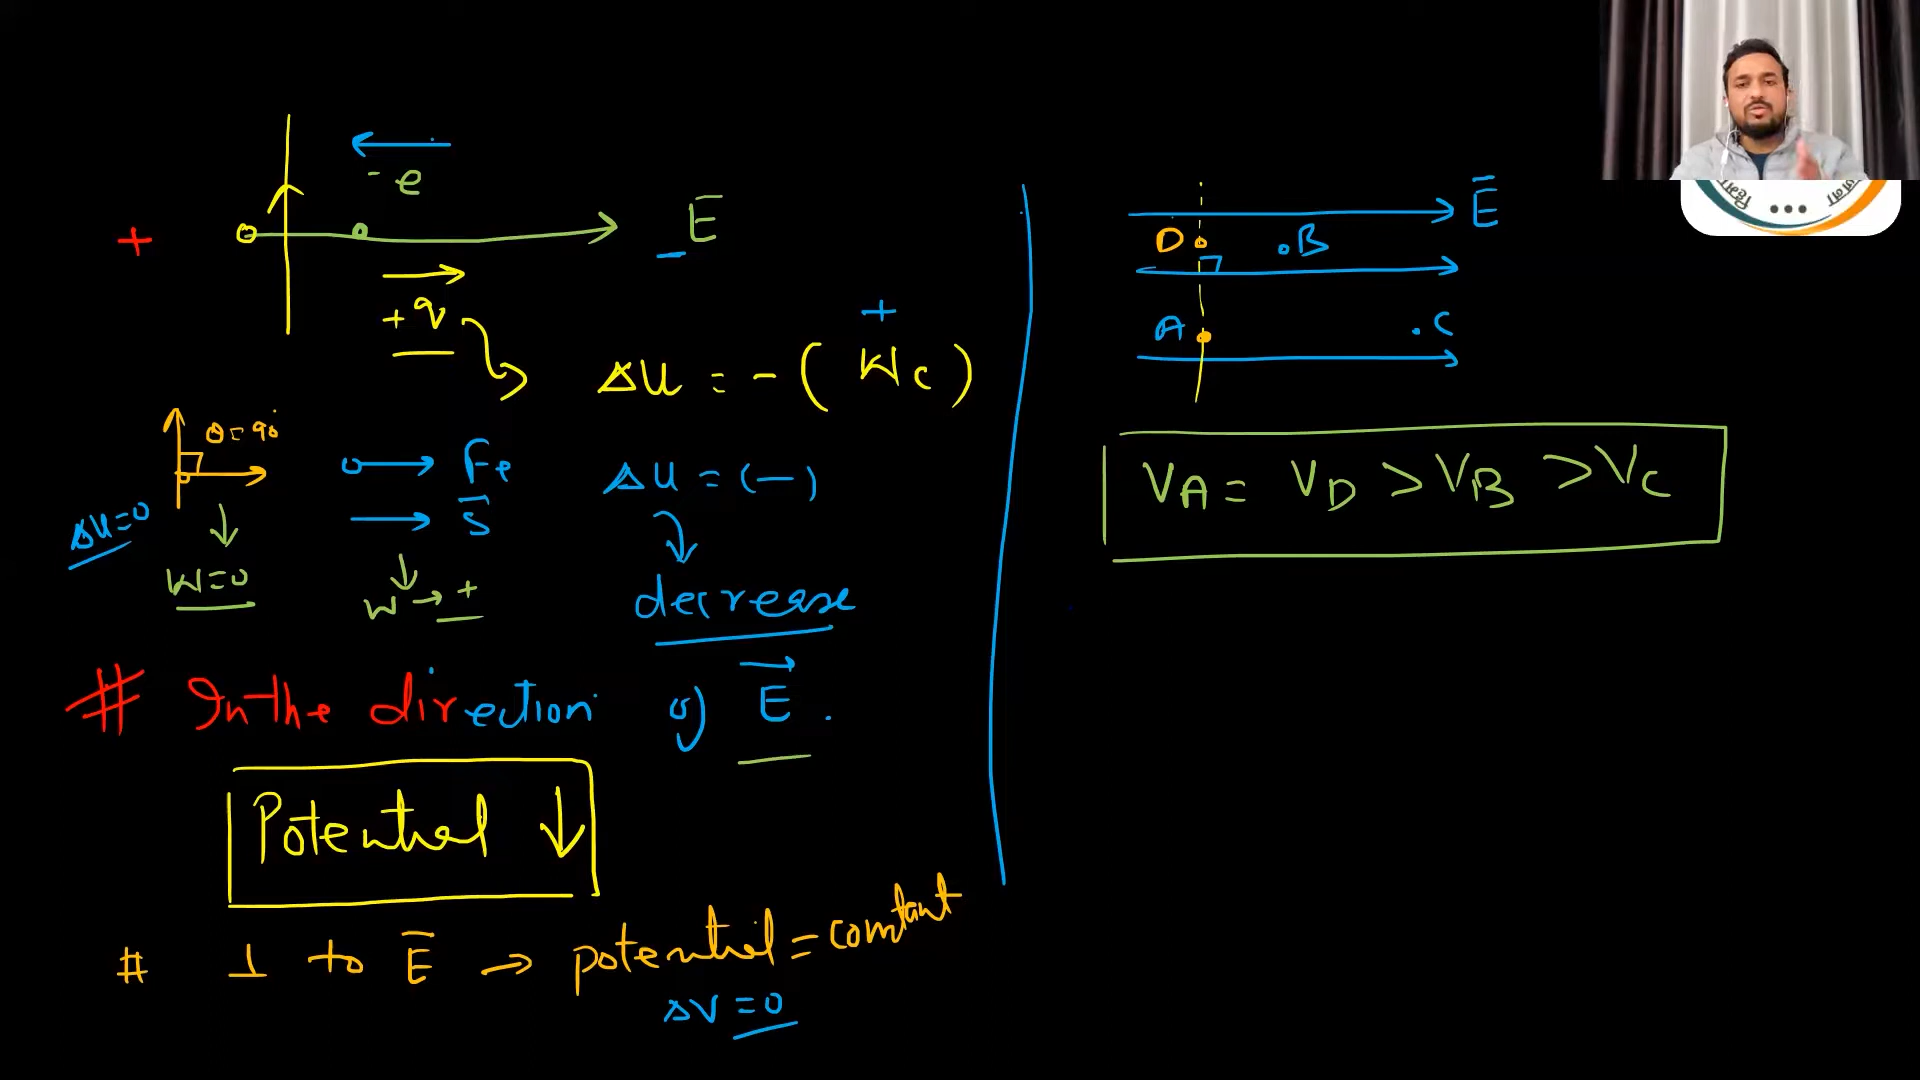 -e
+
_ E
+q
+
ΔU = -( Wc )
θ=90°
Fe
ΔU = (-)
S
ΔU=0
W=0
W → +
decrease
# In the direction of E .
Potential ↓
# ⊥ to E → potential = constant
ΔV = 0
E
D
.B
A
.C
VA = VD > VB > VC